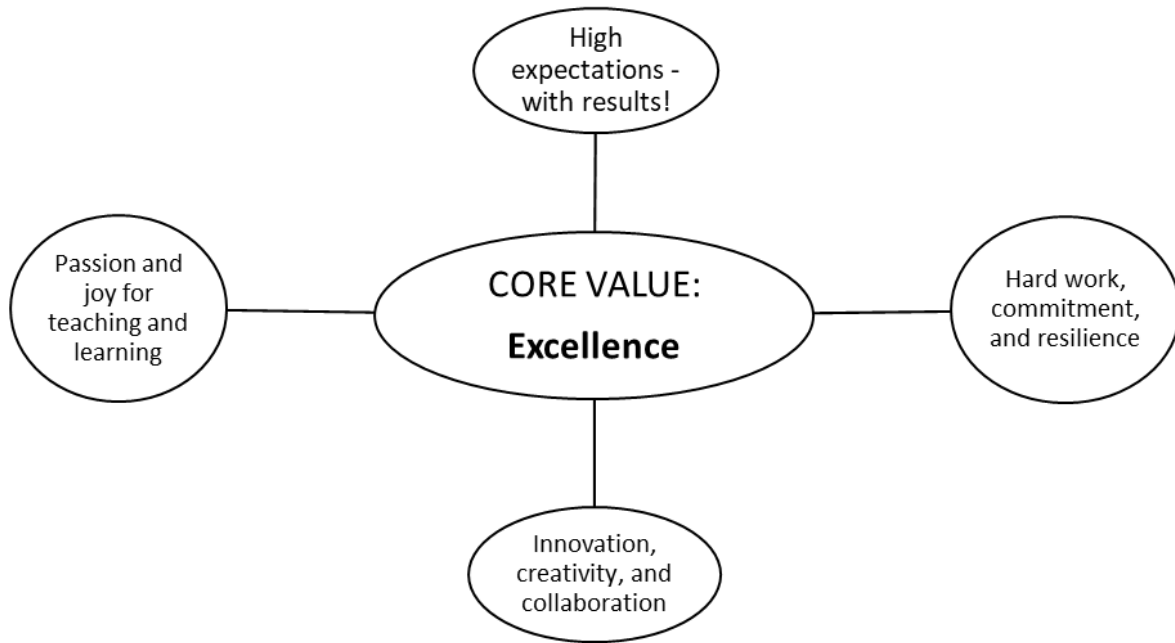 High
expectations -
with results!
Passion and
joy for
teaching and
learning
CORE VALUE:
Excellence
Hard work,
commitment,
and resilience
Innovation,
creativity, and
collaboration